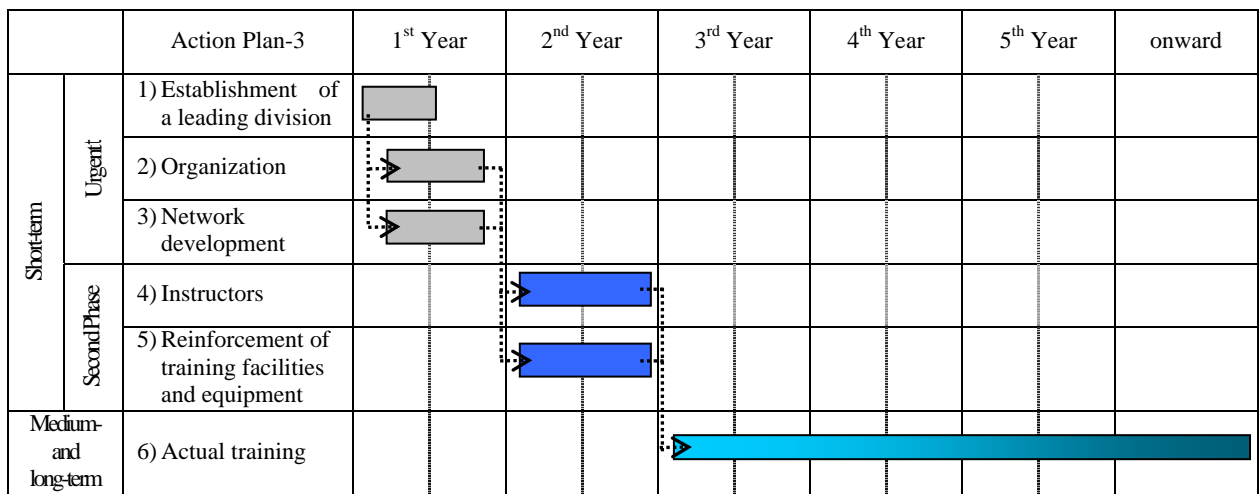 Action Plan-3 1st Year 2nd Year 3rd Year 4th Year 5th Year onward
Short-term
Urgentt
1) Establishment of
a leading division
2) Organization
3) Network
development
Second Phase
4) Instructors
5) Reinforcement of
training facilities
and equipment
Medium-
and
long-term
6) Actual training